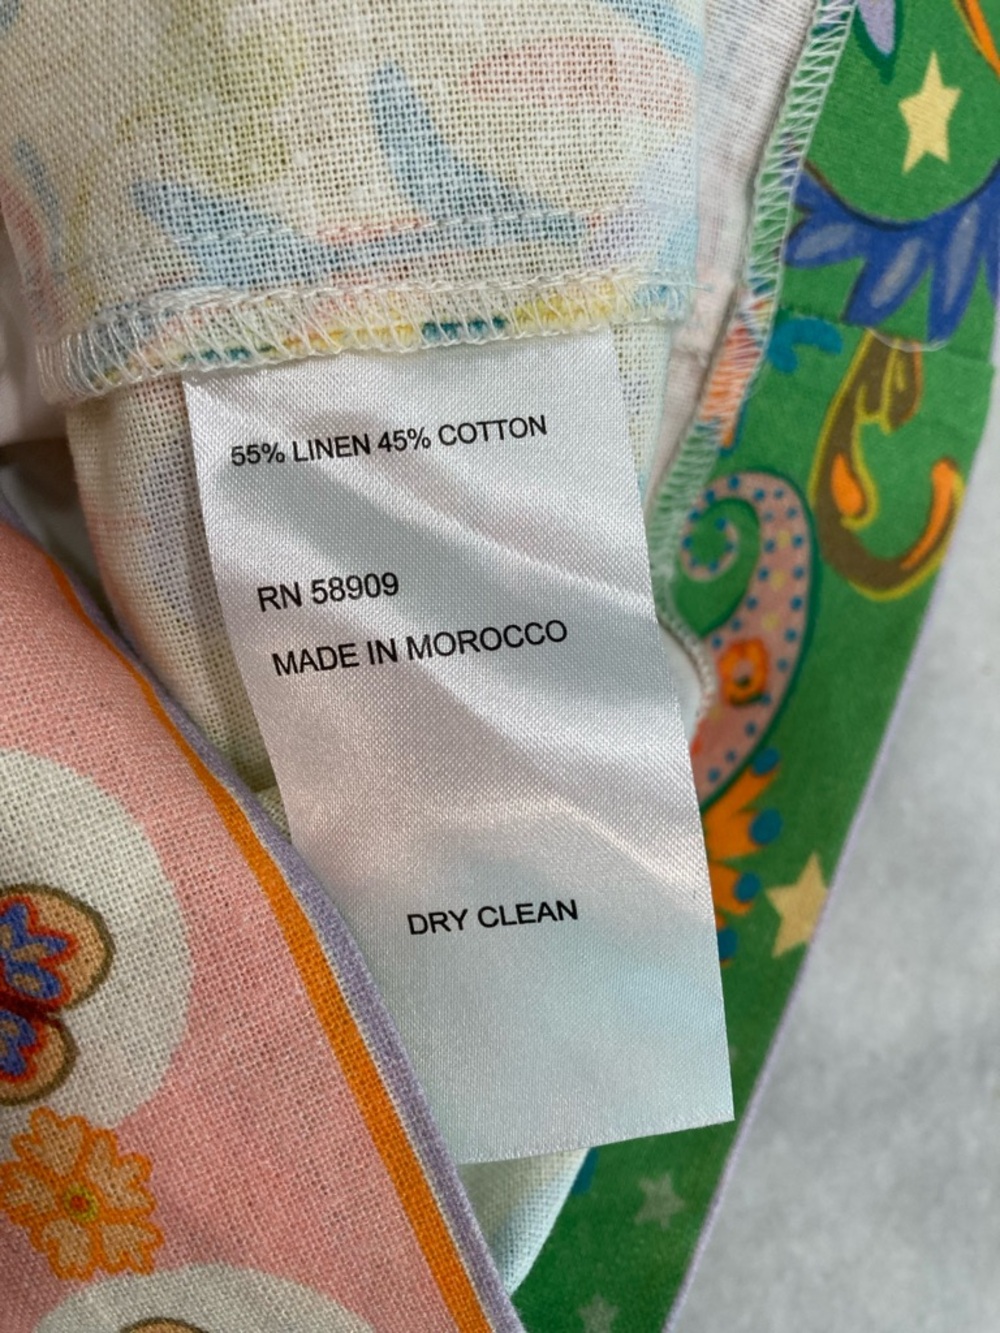 55% LINEN 45% COTTON
RN 58909
MADE IN MOROCCO
DRY CLEAN